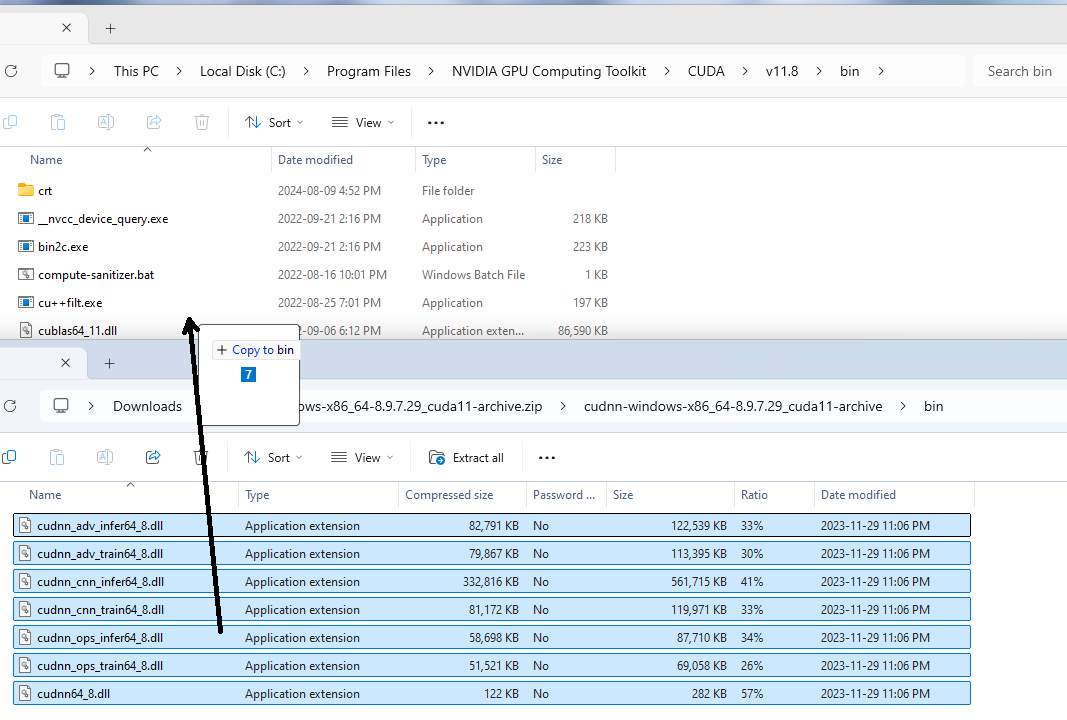 This PC > Local Disk (C:) > Program Files > NVIDIA GPU Computing Toolkit > CUDA > v11.8 > bin > Search bin
Sort View ...
Name Date modified Type Size
crt 2024-08-09 4:52 PM File folder
__nvcc_device_query.exe 2022-09-21 2:16 PM Application 218 KB
bin2c.exe 2022-09-21 2:16 PM Application 223 KB
compute-sanitizer.bat 2022-08-16 10:01 PM Windows Batch File 1 KB
cu++filt.exe 2022-08-25 7:01 PM Application 197 KB
cublas64_11.dll 2-09-06 6:12 PM Application exten... 86,590 KB
+ Copy to bin
7
Downloads ows-x86_64-8.9.7.29_cuda11-archive.zip > cudnn-windows-x86_64-8.9.7.29_cuda11-archive > bin
Sort View Extract all ...
Name Type Compressed size Password ... Size Ratio Date modified
cudnn_adv_infer64_8.dll Application extension 82,791 KB No 122,539 KB 33% 2023-11-29 11:06 PM
cudnn_adv_train64_8.dll Application extension 79,867 KB No 113,395 KB 30% 2023-11-29 11:06 PM
cudnn_cnn_infer64_8.dll Application extension 332,816 KB No 561,715 KB 41% 2023-11-29 11:06 PM
cudnn_cnn_train64_8.dll Application extension 81,172 KB No 119,971 KB 33% 2023-11-29 11:06 PM
cudnn_ops_infer64_8.dll Application extension 58,698 KB No 87,710 KB 34% 2023-11-29 11:06 PM
cudnn_ops_train64_8.dll Application extension 51,521 KB No 69,058 KB 26% 2023-11-29 11:06 PM
cudnn64_8.dll Application extension 122 KB No 282 KB 57% 2023-11-29 11:06 PM